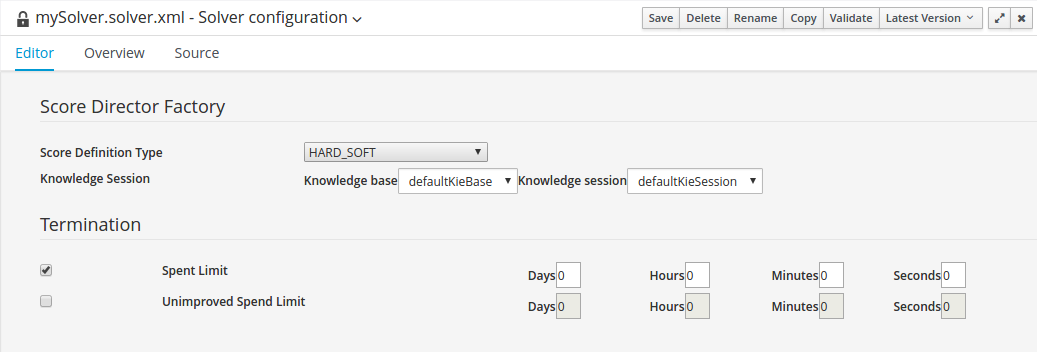 mySolver.solver.xml - Solver configuration
Save Delete Rename Copy Validate Latest Version
Editor Overview Source
Score Director Factory
Score Definition Type HARD_SOFT
Knowledge Session Knowledge base defaultKieBase Knowledge session defaultKieSession
Termination
Spent Limit Days 0 Hours 0 Minutes 0 Seconds 0
Unimproved Spend Limit Days 0 Hours 0 Minutes 0 Seconds 0